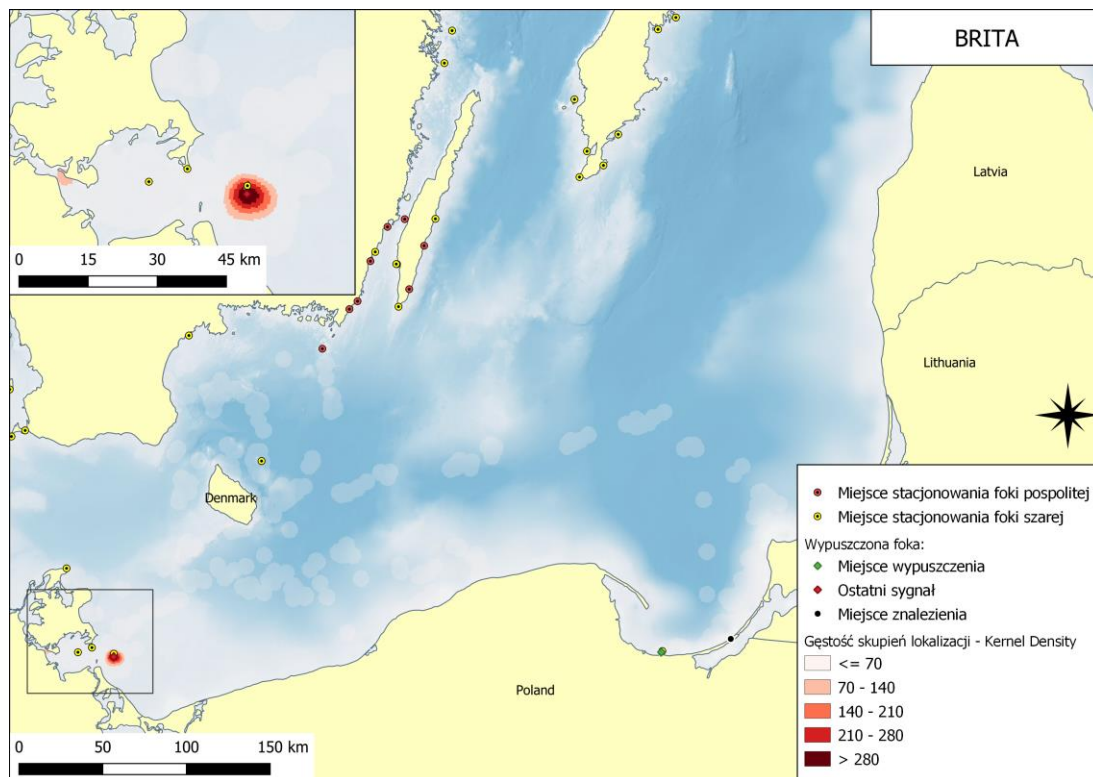 BRITA
0 15 30 45 km
Latvia
Lithuania
Denmark
Poland
Miejsce stacjonowania foki pospolitej
Miejsce stacjonowania foki szarej
Wypuszczona foka:
Miejsce wypuszczenia
Ostatni sygnał
Miejsce znalezienia
Gęstość skupień lokalizacji - Kernel Density
<= 70
70 - 140
140 - 210
210 - 280
> 280
0 50 100 150 km